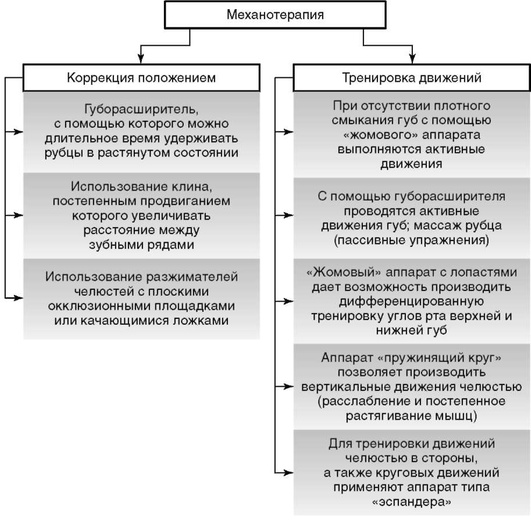 Механотерапия
Коррекция положением
Губорасширитель,
с помощью которого можно
длительное время удерживать
рубцы в растянутом состоянии
Использование клина,
постепенным продвиганием
которого увеличивать
расстояние между
зубными рядами
Использование разжимателей
челюстей с плоскими
окклюзионными площадками
или качающимися ложками
Тренировка движений
При отсутствии плотного
смыкания губ с помощью
«жомового» аппарата
выполняются активные
движения
С помощью губорасширителя
проводятся активные
движения губ; массаж рубца
(пассивные упражнения)
«Жомовый» аппарат с лопастями
дает возможность производить
дифференцированную
тренировку углов рта верхней и
нижней губ
Аппарат «пружинящий круг»
позволяет производить
вертикальные движения челюстью
(расслабление и постепенное
растягивание мышц)
Для тренировки движений
челюстью в стороны,
а также круговых движений
применяют аппарат типа
«эспандера»